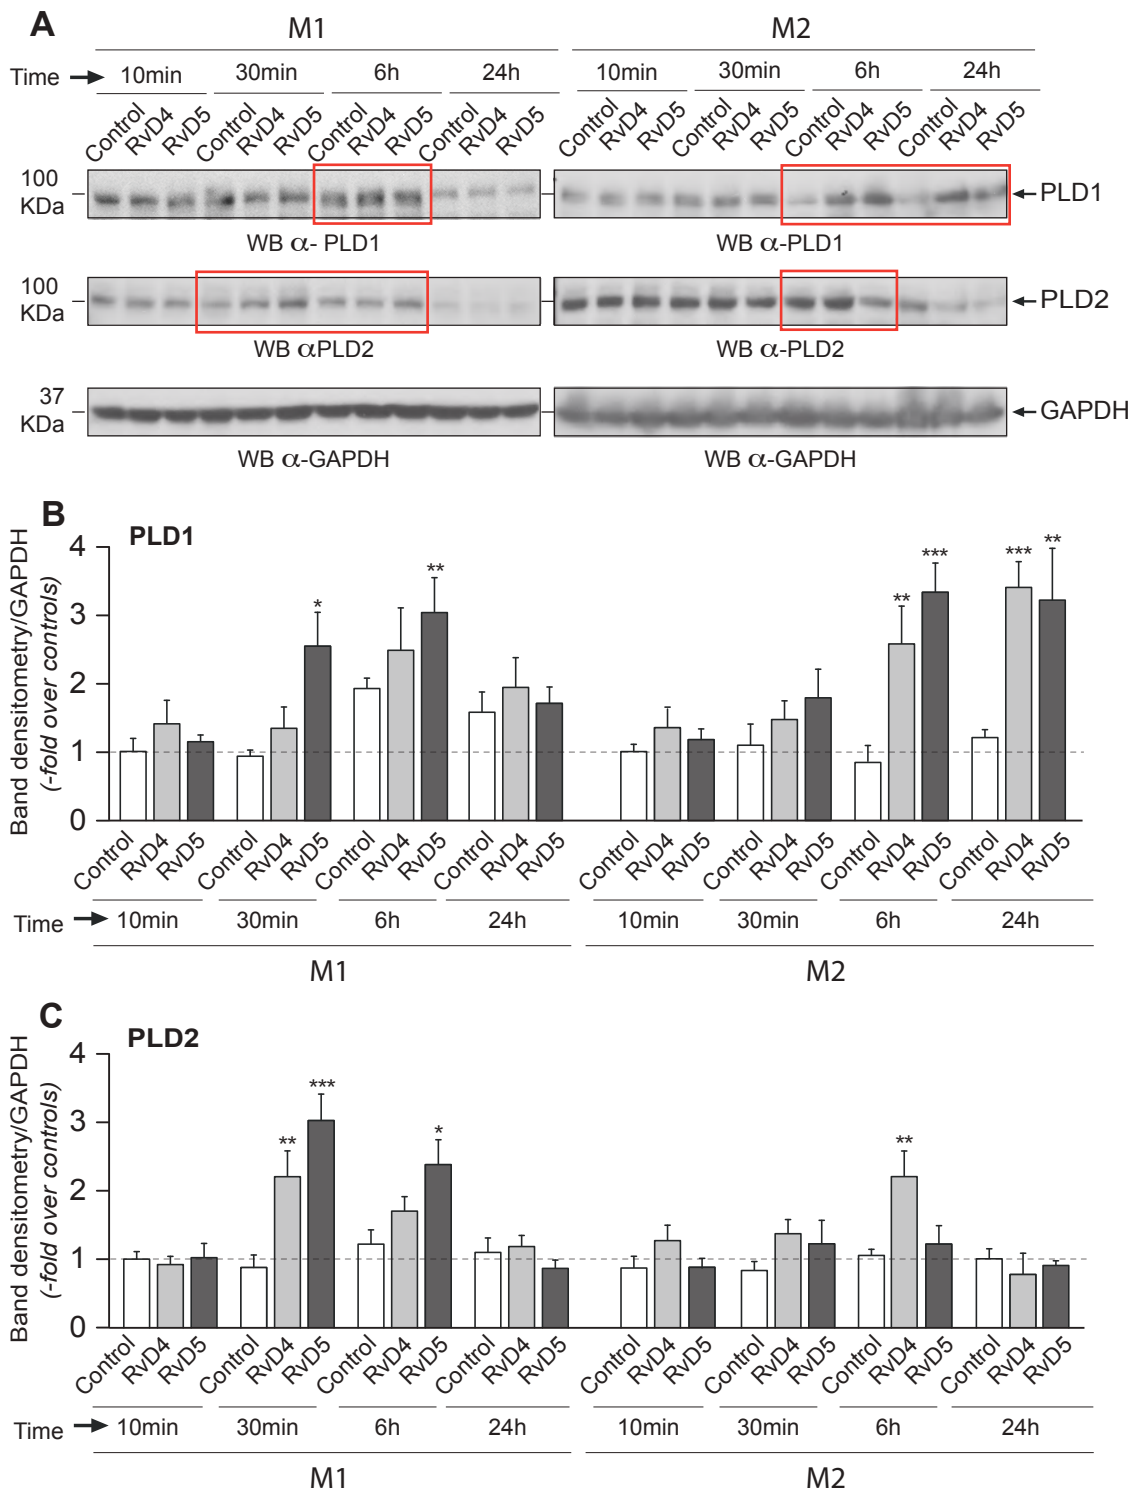 A
M1 M2
Time 10min 30min 6h 24h 10min 30min 6h 24h
Control RvD4 RvD5 Control RvD4 RvD5 Control RvD4 RvD5 Control RvD4 RvD5 Control RvD4 RvD5 Control RvD4 RvD5 Control RvD4 RvD5 Control RvD4 RvD5
100
KDa
PLD1
WB α- PLD1 WB α-PLD1
100
KDa
PLD2
WB αPLD2 WB α-PLD2
37
KDa
GAPDH
WB α-GAPDH WB α-GAPDH
B
PLD1
Band densitometry/GAPDH
(-fold over controls)
4
3
2
1
0
* ** ** *** *** **
Control RvD4 RvD5 Control RvD4 RvD5 Control RvD4 RvD5 Control RvD4 RvD5 Control RvD4 RvD5 Control RvD4 RvD5 Control RvD4 RvD5 Control RvD4 RvD5
Time 10min 30min 6h 24h 10min 30min 6h 24h
M1 M2
C
PLD2
Band densitometry/GAPDH
(-fold over controls)
4
3
2
1
0
** *** * **
Control RvD4 RvD5 Control RvD4 RvD5 Control RvD4 RvD5 Control RvD4 RvD5 Control RvD4 RvD5 Control RvD4 RvD5 Control RvD4 RvD5 Control RvD4 RvD5
Time 10min 30min 6h 24h 10min 30min 6h 24h
M1 M2